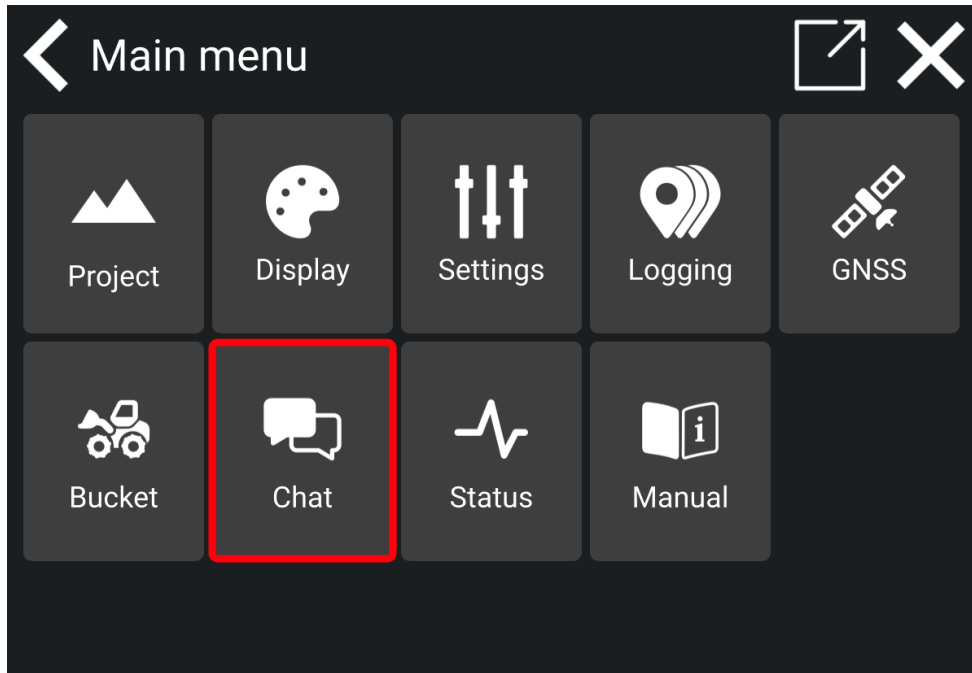 Main menu
Project
Display
Settings
Logging
GNSS
Bucket
Chat
Status
Manual